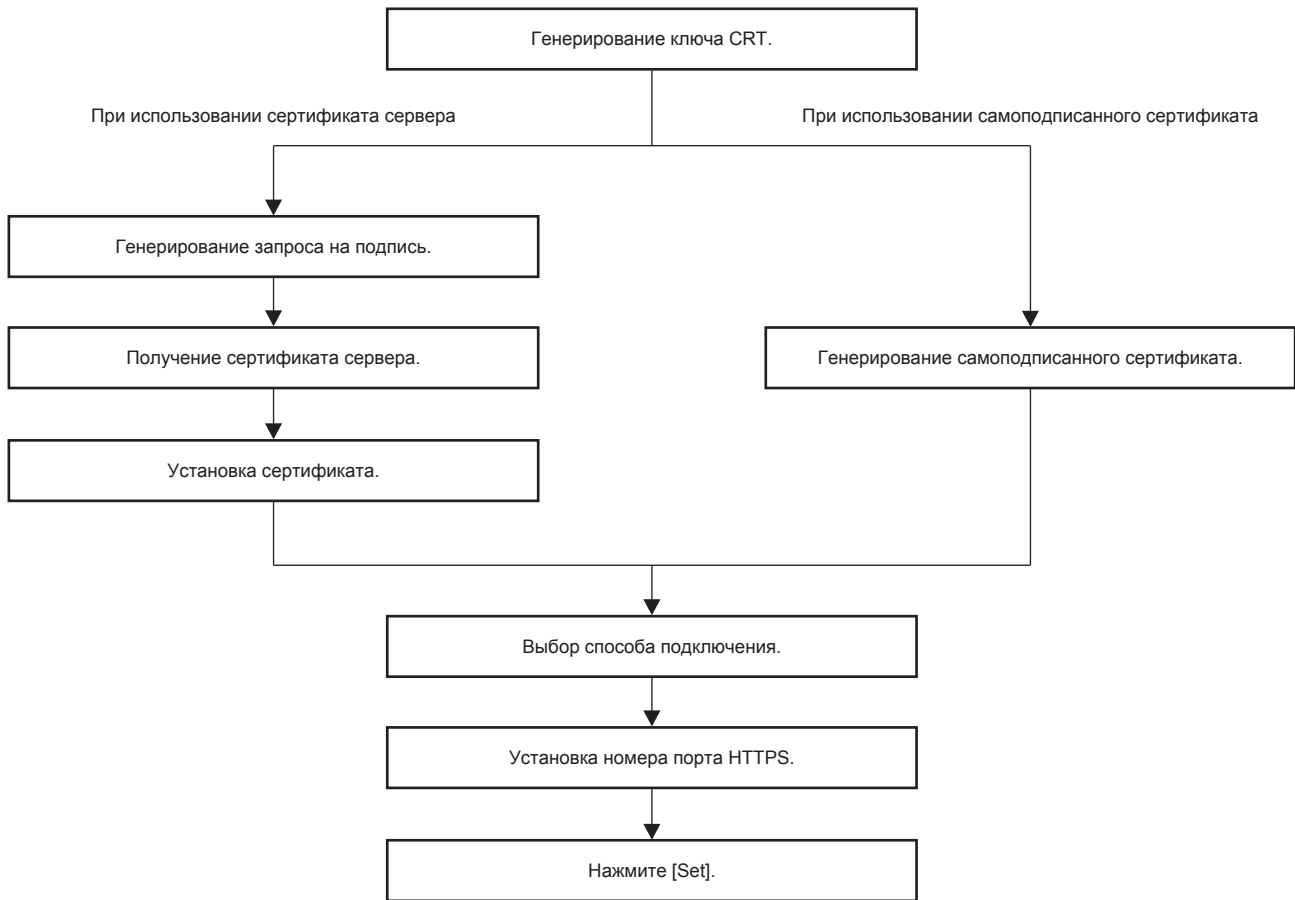 Генерирование ключа CRT.
При использовании сертификата сервера
При использовании самоподписанного сертификата
Генерирование запроса на подпись.
Получение сертификата сервера.
Генерирование самоподписанного сертификата.
Установка сертификата.
Выбор способа подключения.
Установка номера порта HTTPS.
Нажмите [Set].